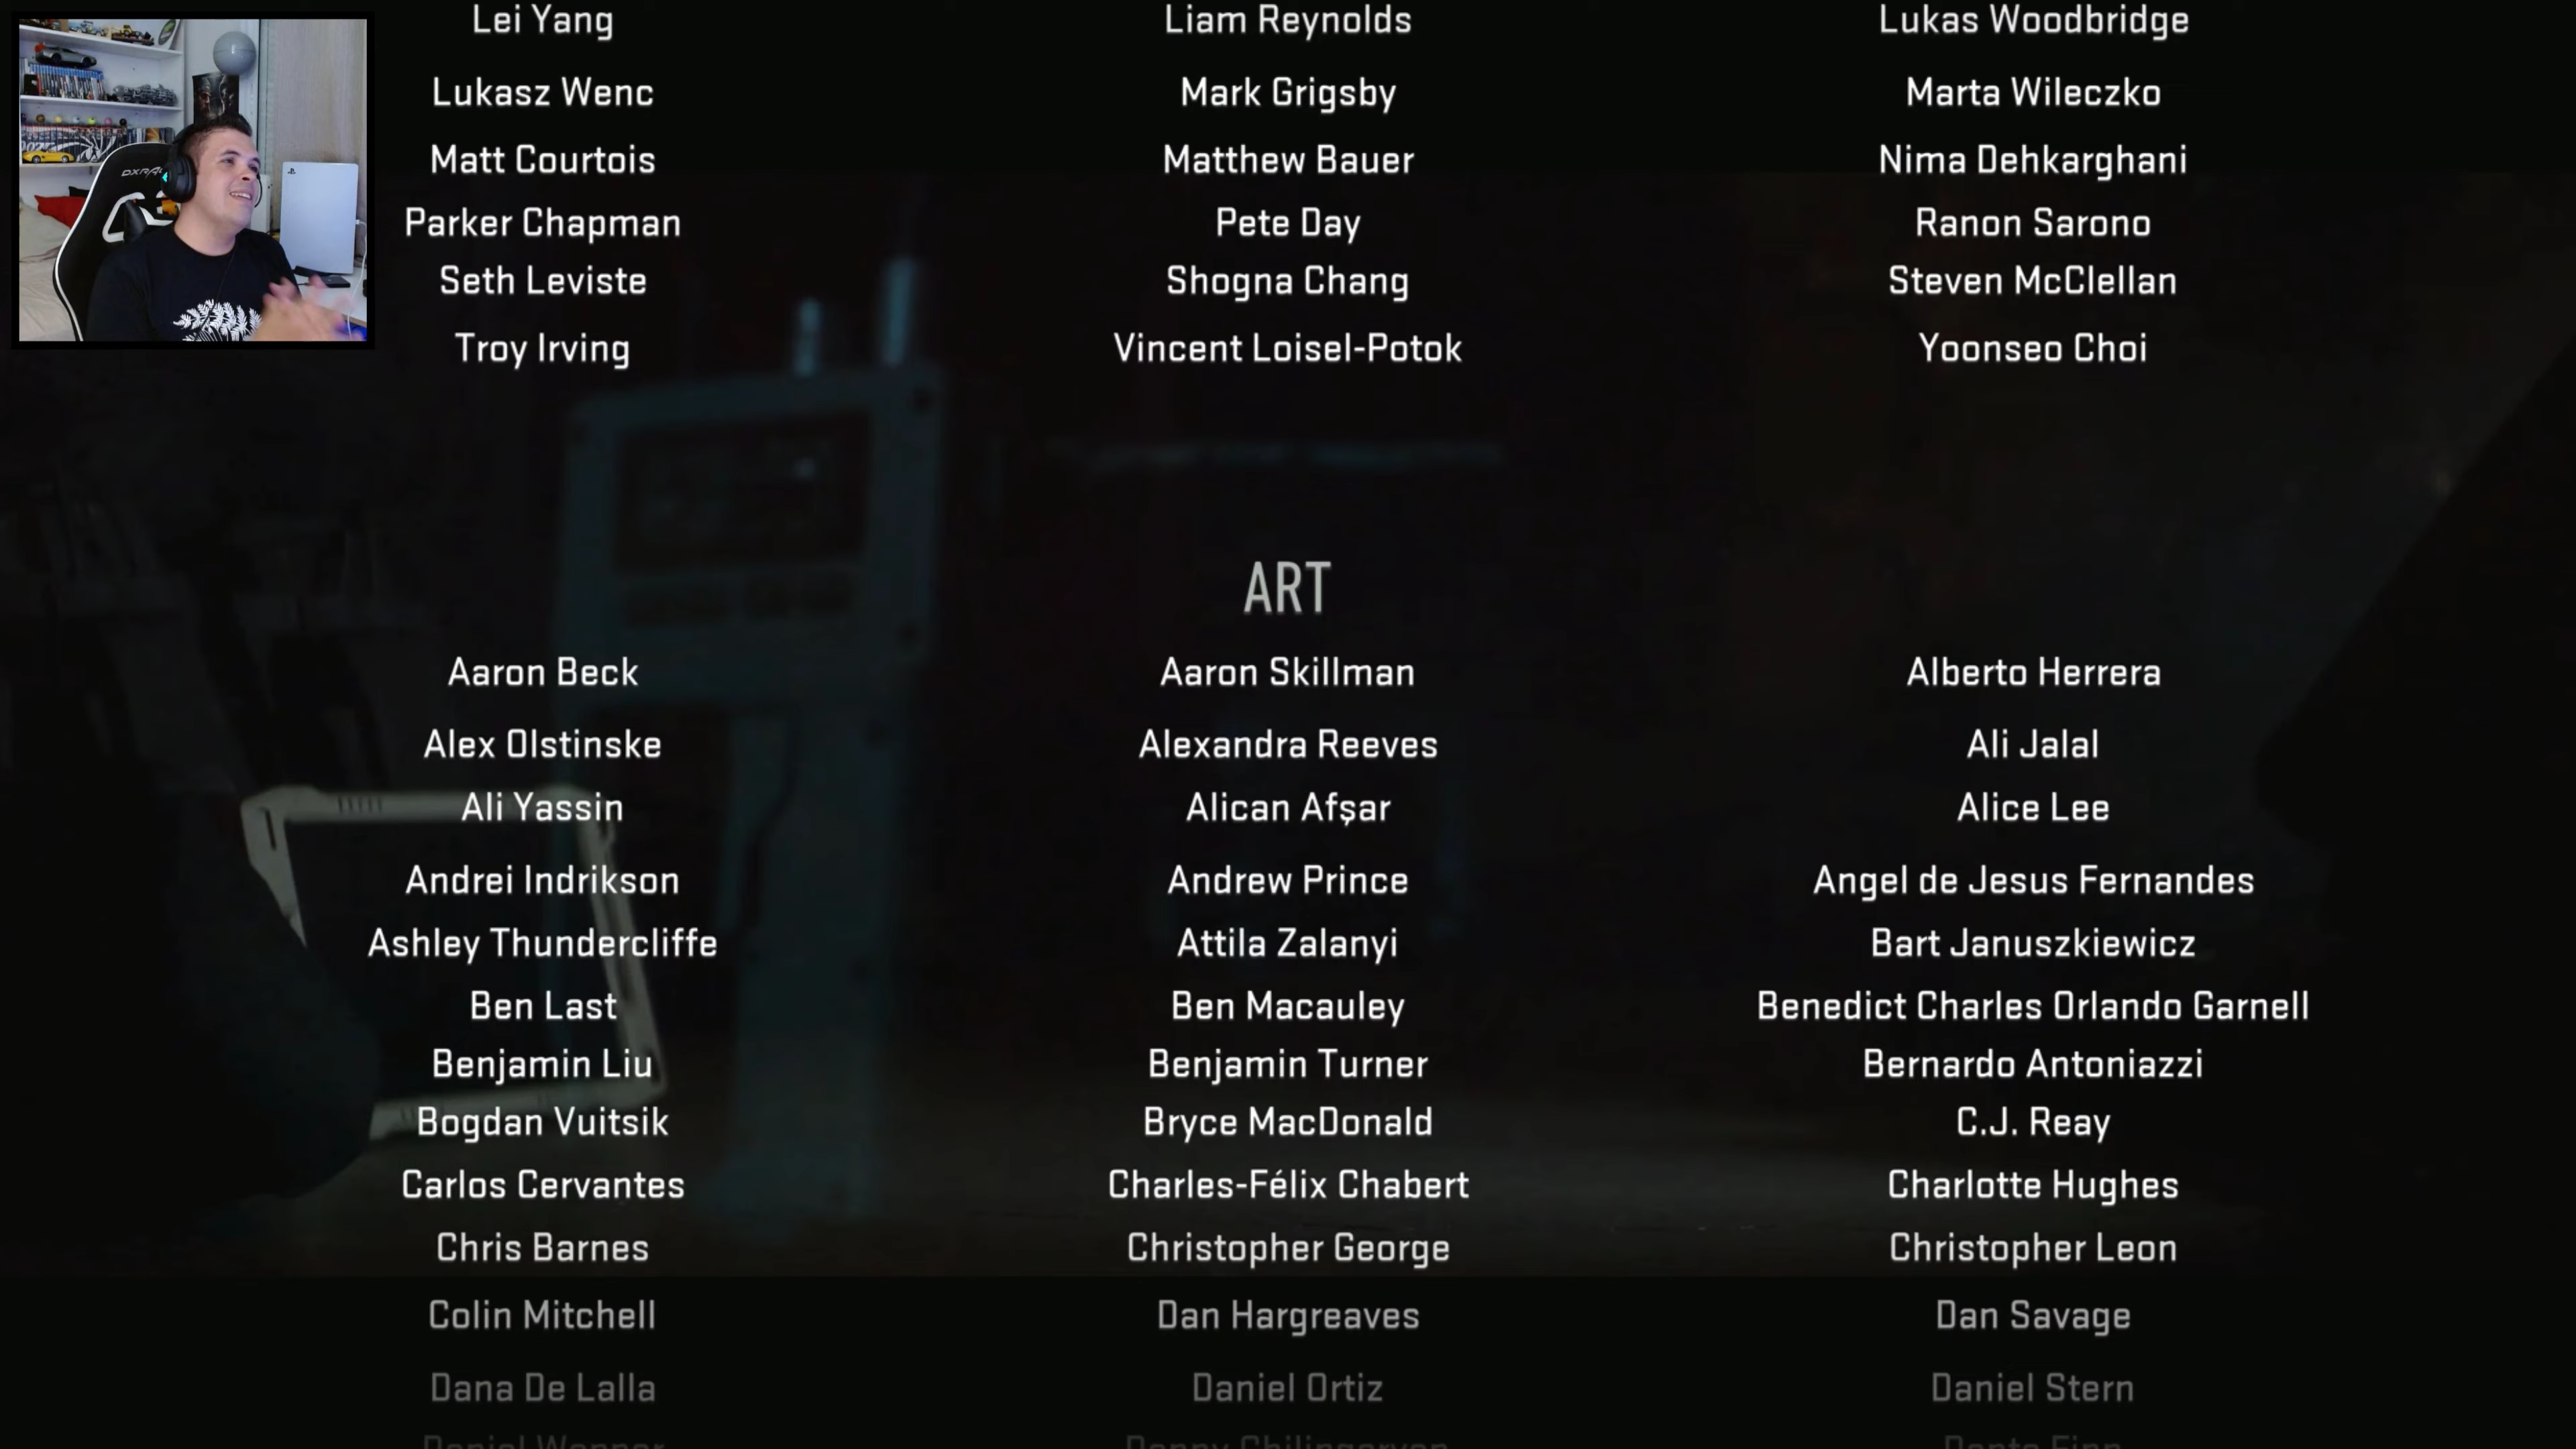 Lei Yang Liam Reynolds Lukas Woodbridge
Lukasz Wenc Mark Grigsby Marta Wileczko
Matt Courtois Matthew Bauer Nima Dehkarghani
Parker Chapman Pete Day Ranon Sarono
Seth Leviste Shogna Chang Steven McClellan
Troy Irving Vincent Loisel-Potok Yoonseo Choi
ART
Aaron Beck Aaron Skillman Alberto Herrera
Alex Olstinske Alexandra Reeves Ali Jalal
Ali Yassin Alican Afşar Alice Lee
Andrei Indrikson Andrew Prince Angel de Jesus Fernandes
Ashley Thundercliffe Attila Zalanyi Bart Januszkiewicz
Ben Last Ben Macauley Benedict Charles Orlando Garnell
Benjamin Liu Benjamin Turner Bernardo Antoniazzi
Bogdan Vuitsik Bryce MacDonald C.J. Reay
Carlos Cervantes Charles-Félix Chabert Charlotte Hughes
Chris Barnes Christopher George Christopher Leon
Colin Mitchell Dan Hargreaves Dan Savage
Dana De Lalla Daniel Ortiz Daniel Stern